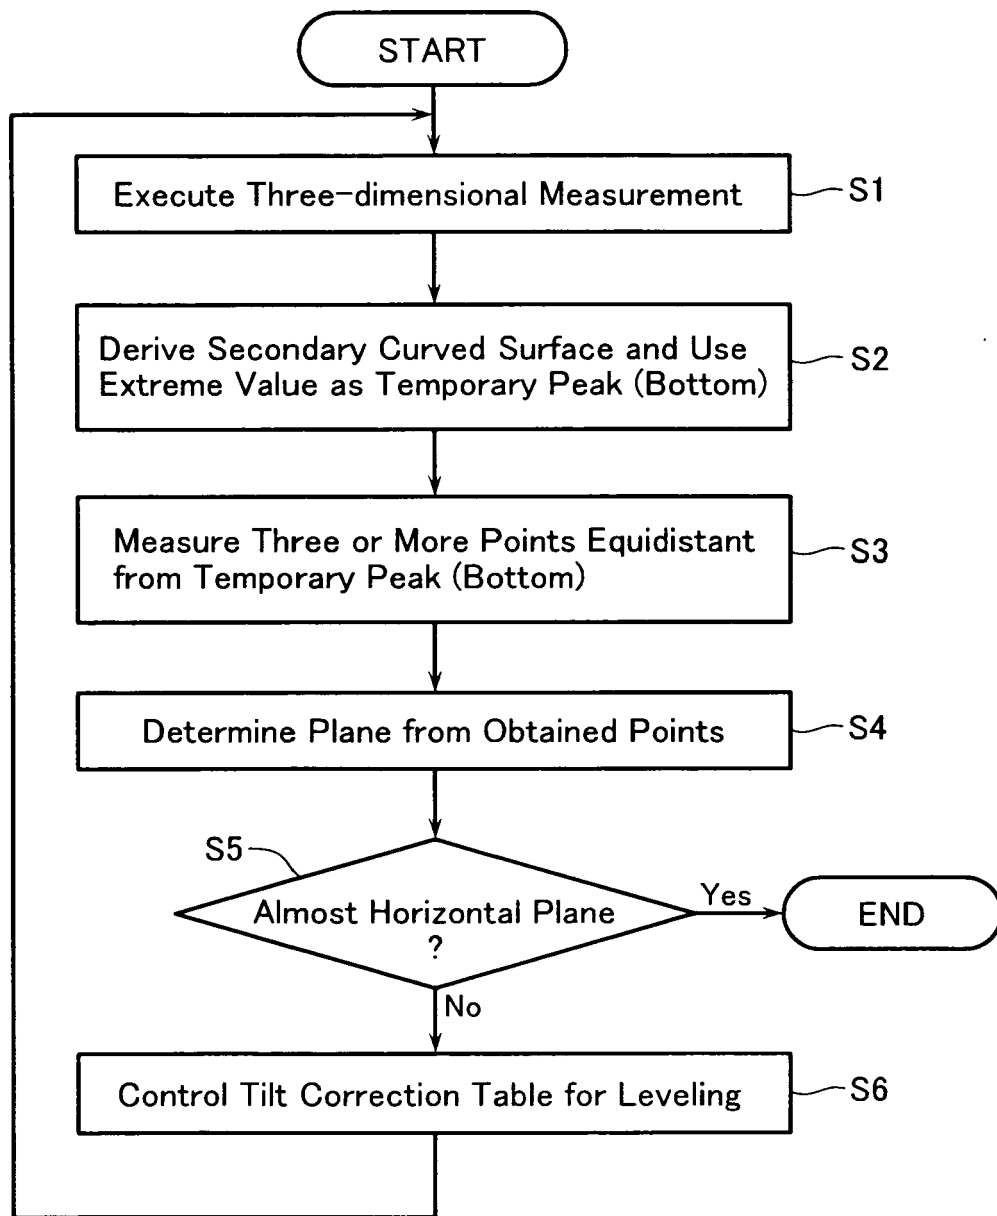 START
Execute Three-dimensional Measurement
S1
Derive Secondary Curved Surface and Use
Extreme Value as Temporary Peak (Bottom)
S2
Measure Three or More Points Equidistant
from Temporary Peak (Bottom)
S3
Determine Plane from Obtained Points
S4
S5
Almost Horizontal Plane
?
Yes
END
No
Control Tilt Correction Table for Leveling
S6